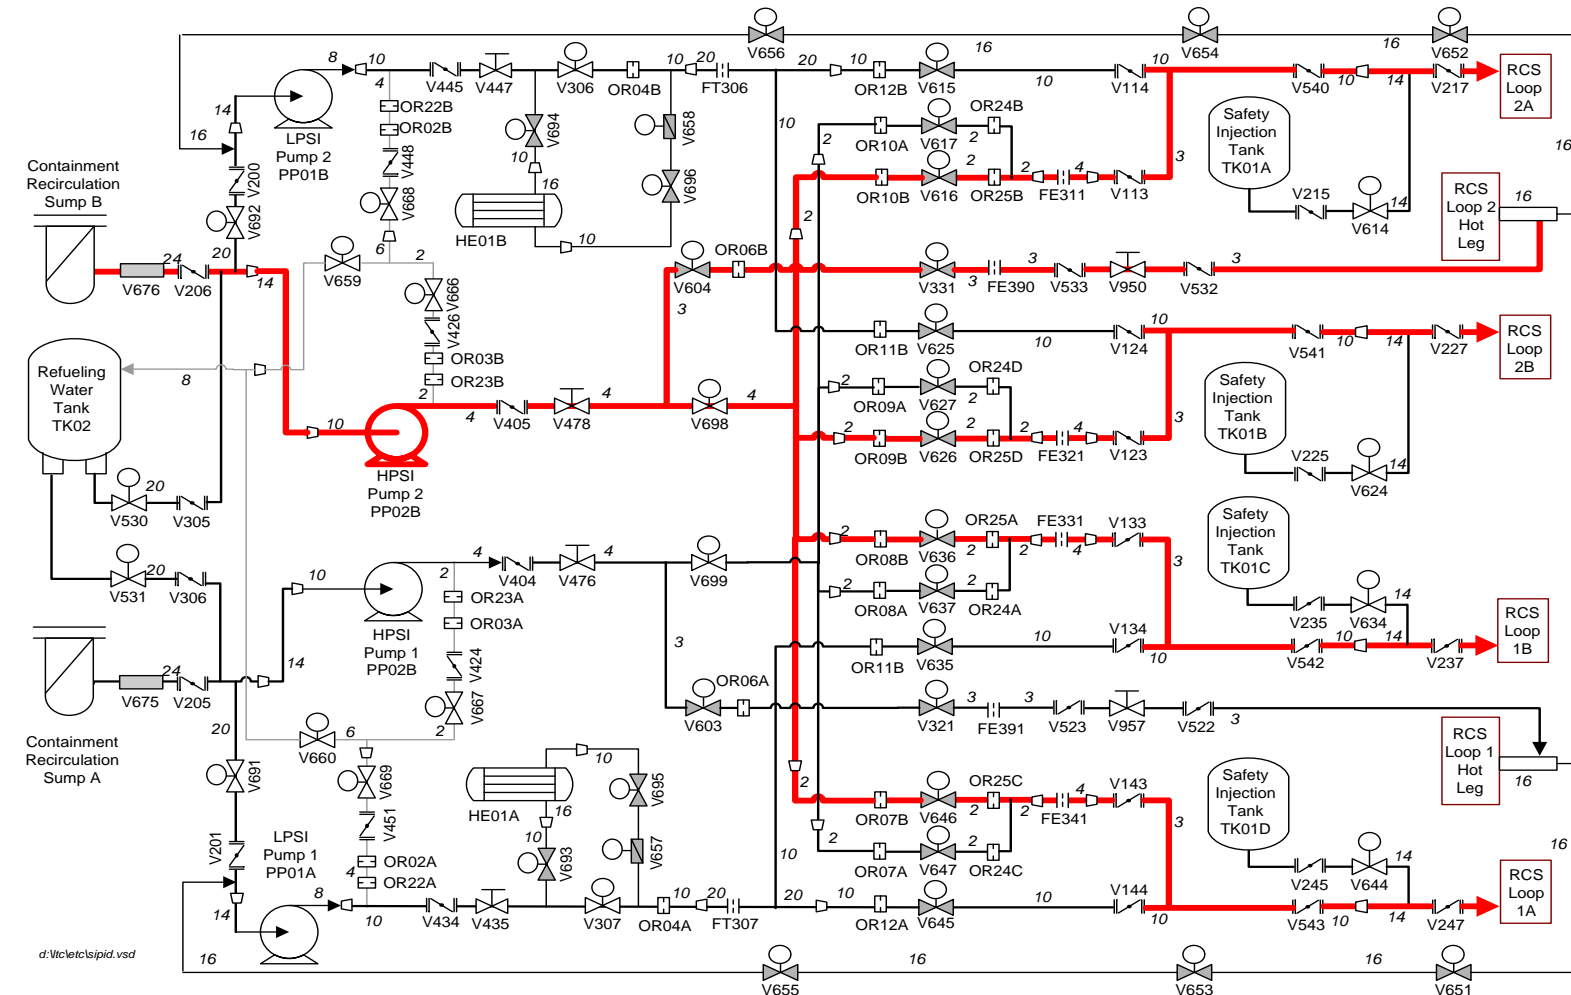 V656
16
V654
16
V652
8
10
20
10
20
10
LPSI
Pump 2
PP01B
V445
V447
V306
OR04B
FT306
OR12B
V615
10
V114
10
V540
10
14
V217
RCS
Loop
2A
4
OR22B
OR02B
V448
V668
6
V694
10
16
HE01B
10
V658
V696
10
14
16
V200
V692
20
Containment
Recirculation
Sump B
24
V676
V206
14
OR10A
V617
2
OR24B
2
2
OR10B
V616
2
OR25B
2
4
FE311
V113
3
2
Safety
Injection
Tank
TK01A
V215
V614
14
16
RCS
Loop 2
Hot
Leg
16
V659
2
V666
V426
OR03B
OR23B
2
V604
OR06B
3
V331
3
FE390
3
V533
V950
3
V532
3
8
Refueling
Water
Tank
TK02
10
HPSI
Pump 2
PP02B
4
V405
V478
4
V698
4
OR11B
V625
10
V124
10
V541
10
14
V227
RCS
Loop
2B
2
OR09A
V627
2
OR24D
2
2
OR09B
V626
2
OR25D
2
4
FE321
V123
3
Safety
Injection
Tank
TK01B
V225
V624
14
20
V530
V305
20
V531
V306
10
HPSI
Pump 1
PP02B
2
4
V404
V476
4
V699
OR23A
OR03A
V424
V667
2
2
OR08B
V636
OR25A
2
2
FE331
4
V133
3
2
OR08A
V637
2
OR24A
Safety
Injection
Tank
TK01C
V235
V634
14
OR11B
V635
10
V134
10
V542
10
14
V237
RCS
Loop
1B
24
V675
V205
14
Containment
Recirculation
Sump A
20
V691
V660
6
V669
V451
OR02A
4
OR22A
3
OR06A
V603
V321
3
FE391
3
V523
V957
V522
3
RCS
Loop 1
Hot
Leg
16
10
HE01A
16
10
V693
V695
V657
2
OR07B
V646
OR25C
2
2
4
FE341
V143
3
2
OR07A
V647
2
OR24C
Safety
Injection
Tank
TK01D
V245
V644
14
16
V201
14
LPSI
Pump 1
PP01A
8
10
V434
V435
V307
OR04A
10
20
FT307
10
20
10
OR12A
V645
10
V144
10
V543
10
14
V247
RCS
Loop
1A
d:\ltc\etc\sipid.vsd
16
V655
16
V653
16
V651